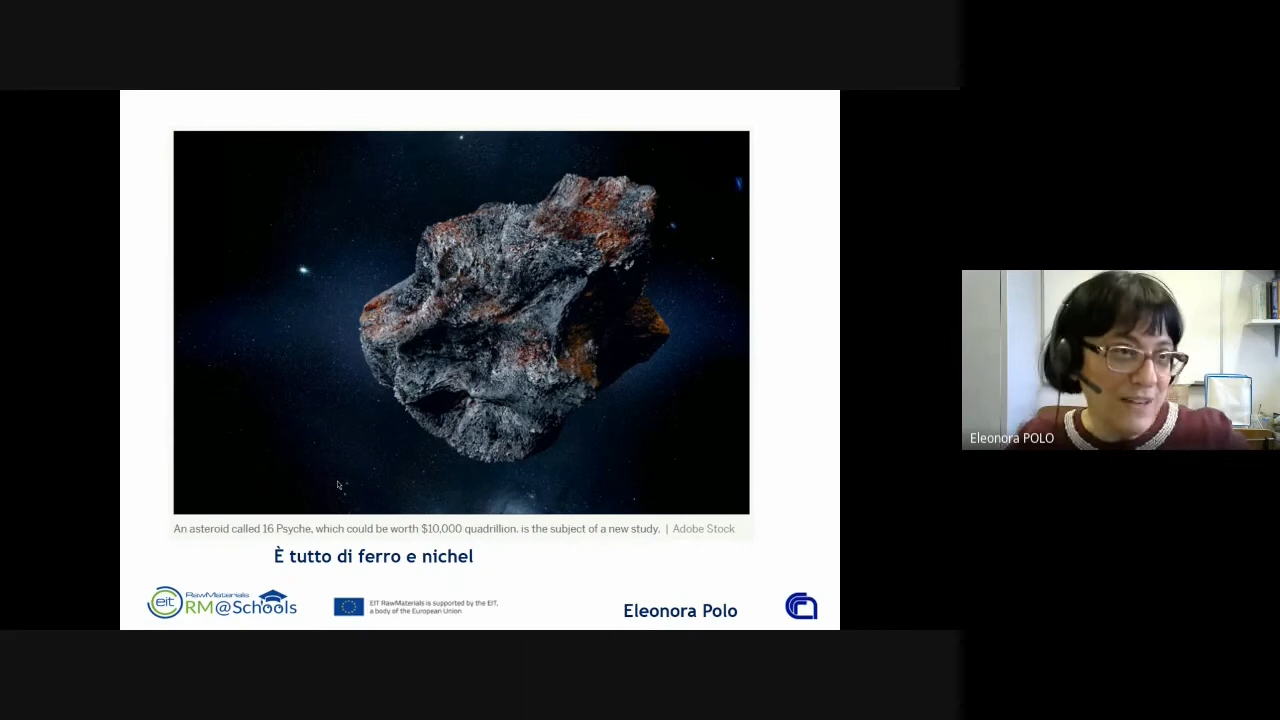 An asteroid called 16 Psyche, which could be worth $10,000 quadrillion. is the subject of a new study. | Adobe Stock
È tutto di ferro e nichel
eit
RawMaterials
RM@Schools
EIT RawMaterials is supported by the EIT,
a body of the European Union
Eleonora Polo
Eleonora POLO